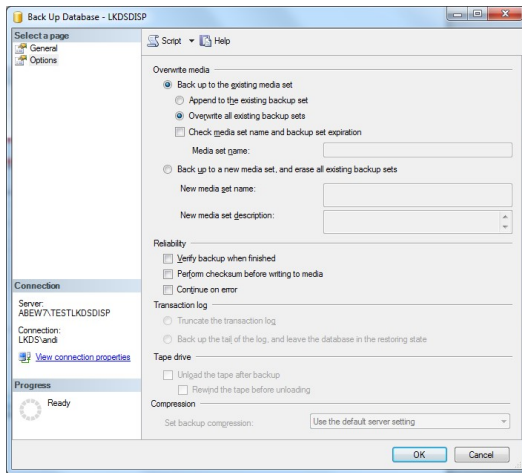 Back Up Database - LKDSDISP
Select a page
General
Options
Script
Help
Overwrite media
Back up to the existing media set
Append to the existing backup set
Overwrite all existing backup sets
Check media set name and backup set expiration
Media set name:
Back up to a new media set, and erase all existing backup sets
New media set name:
New media set description:
Reliability
Verify backup when finished
Perform checksum before writing to media
Continue on error
Transaction log
Truncate the transaction log
Back up the tail of the log, and leave the database in the restoring state
Tape drive
Unload the tape after backup
Rewind the tape before unloading
Compression
Set backup compression:
Use the default server setting
Connection
Server:
ABEW7\TESTLKDSDISP
Connection:
LKDS\andi
View connection properties
Progress
Ready
OK
Cancel